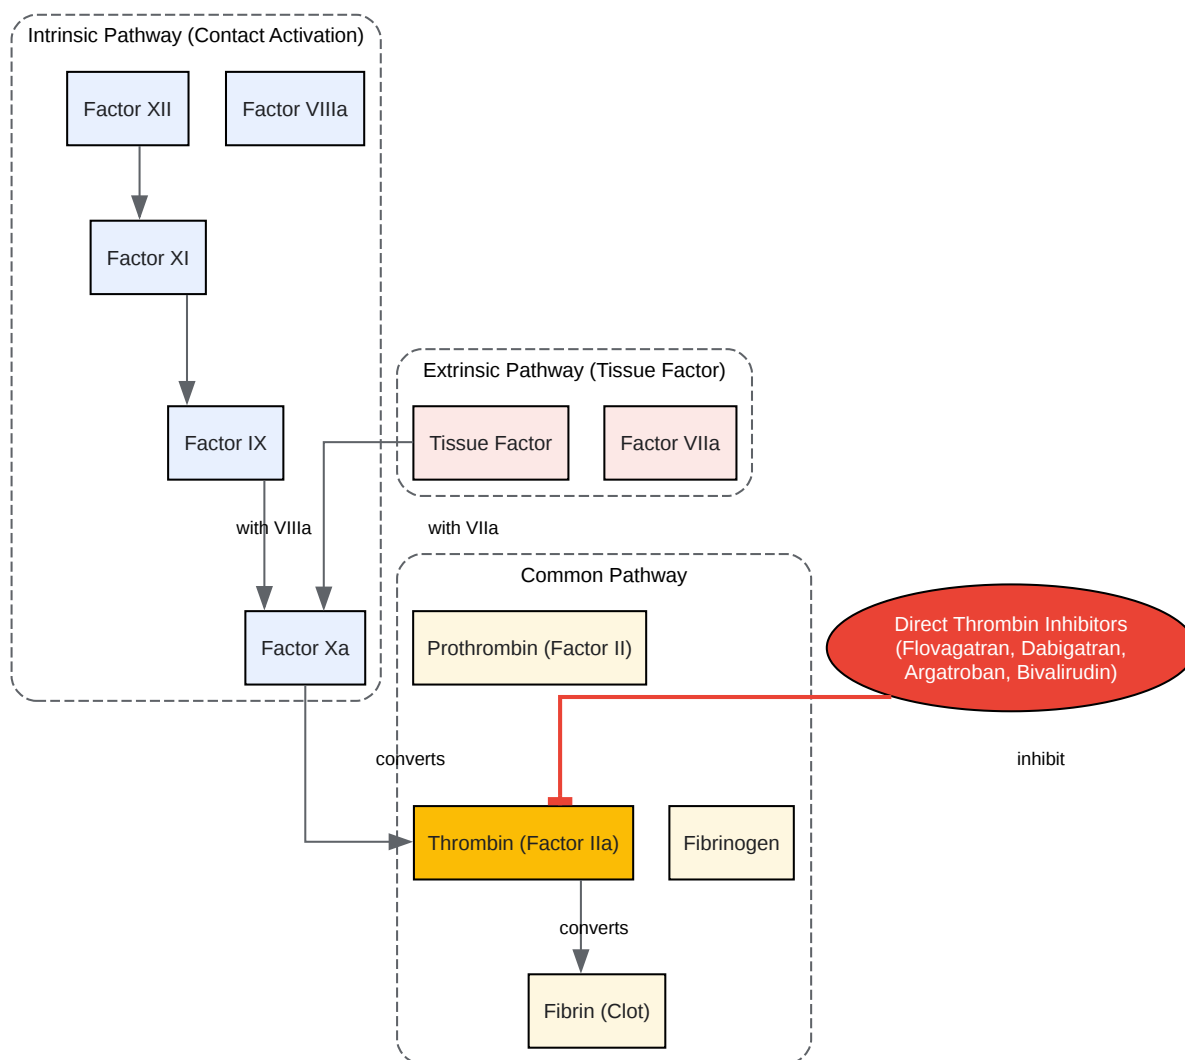 Intrinsic Pathway (Contact Activation)
Factor XII
Factor VIIIa
Factor XI
Extrinsic Pathway (Tissue Factor)
Factor IX
Tissue Factor
Factor VIIa
with VIIIa
with VIIa
Common Pathway
Factor Xa
Prothrombin (Factor II)
Direct Thrombin Inhibitors
(Flovagatran, Dabigatran,
Argatroban, Bivalirudin)
converts
inhibit
Thrombin (Factor IIa)
Fibrinogen
converts
Fibrin (Clot)